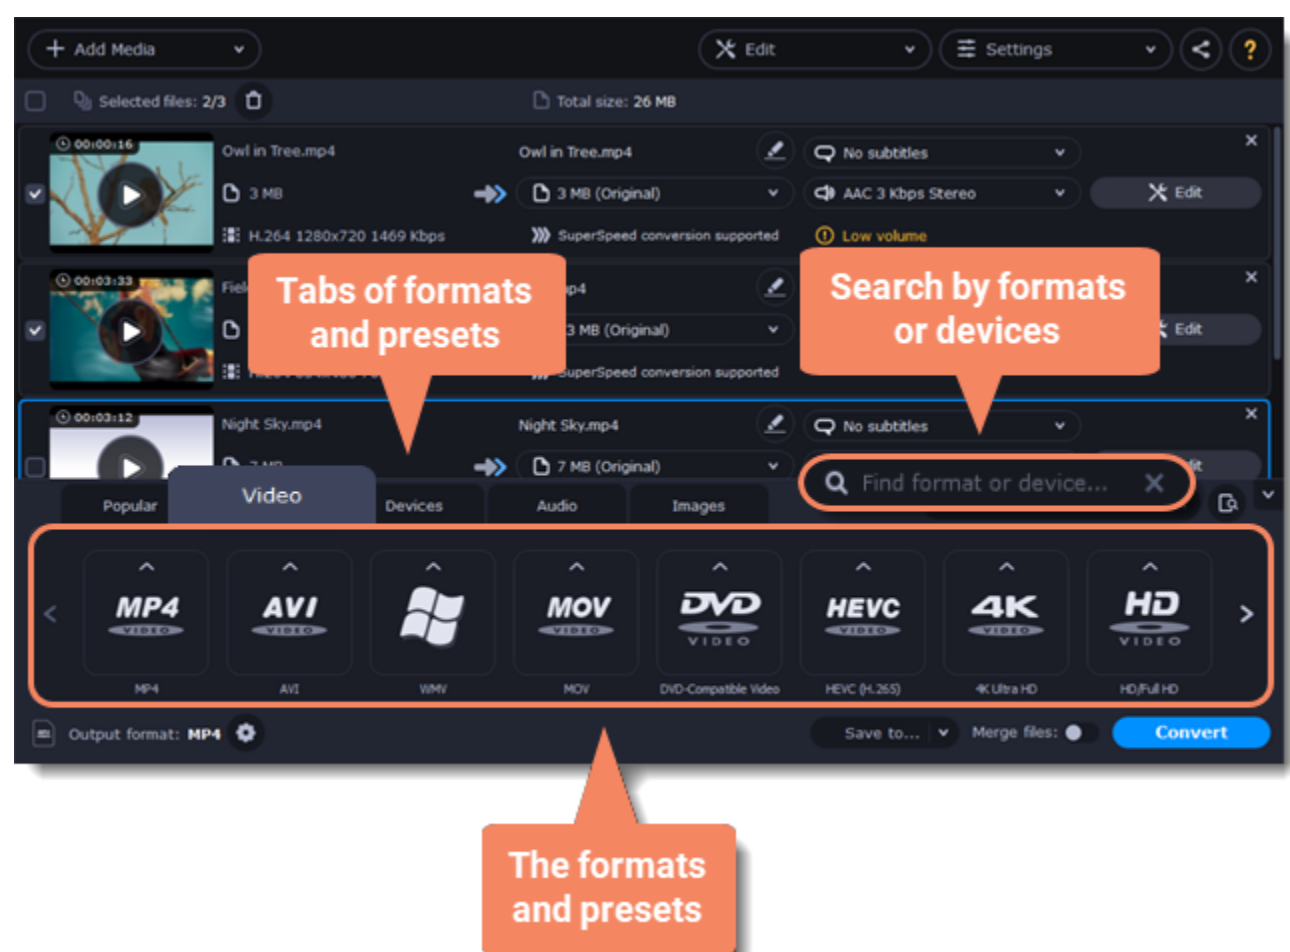 Add Media
Edit
Settings
?
Selected files: 2/3
Total size: 26 MB
00:00:16
Owl in Tree.mp4
Owl in Tree.mp4
No subtitles
3 MB
3 MB (Original)
AAC 3 Kbps Stereo
Edit
H.264 1280x720 1469 Kbps
SuperSpeed conversion supported
Low volume
Tabs of formats
and presets
Search by formats
or devices
00:03:33
3 MB (Original)
Edit
SuperSpeed conversion supported
00:03:12
Night Sky.mp4
Night Sky.mp4
No subtitles
7 MB (Original)
Find format or device...
Popular
Video
Devices
Audio
Images
MP4 VIDEO
AVI VIDEO
MOV VIDEO
DVD VIDEO
HEVC VIDEO
4K VIDEO
HD VIDEO
MP4
AVI
WMV
MOV
DVD-Compatible Video
HEVC (H.265)
4K Ultra HD
HD/Full HD
Output format: MP4
Save to...
Merge files:
Convert
The formats
and presets